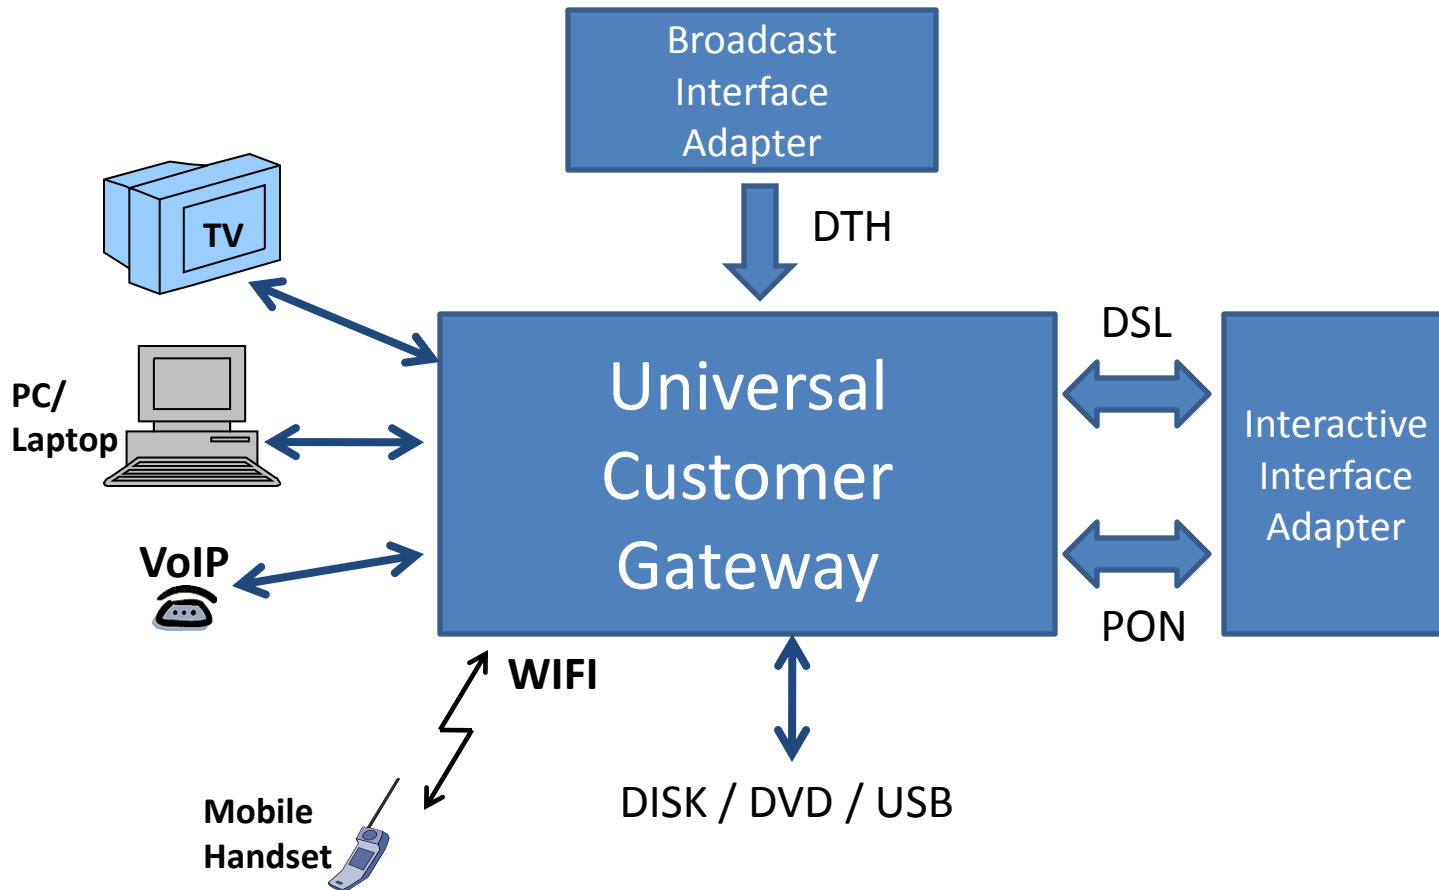 Broadcast
Interface
Adapter
DTH
TV
PC/
Laptop
VoIP
Universal
Customer
Gateway
DSL
PON
Interactive
Interface
Adapter
WIFI
Mobile
Handset
DISK / DVD / USB